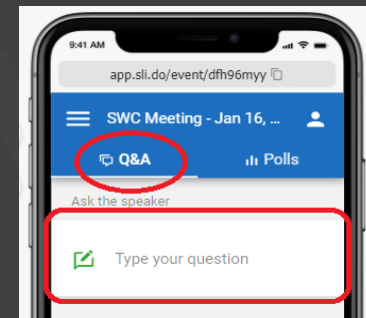 9:41 AM
app.sli.do/event/dfh96myy
SWC Meeting - Jan 16, ...
Q&A
Polls
Ask the speaker
Type your question